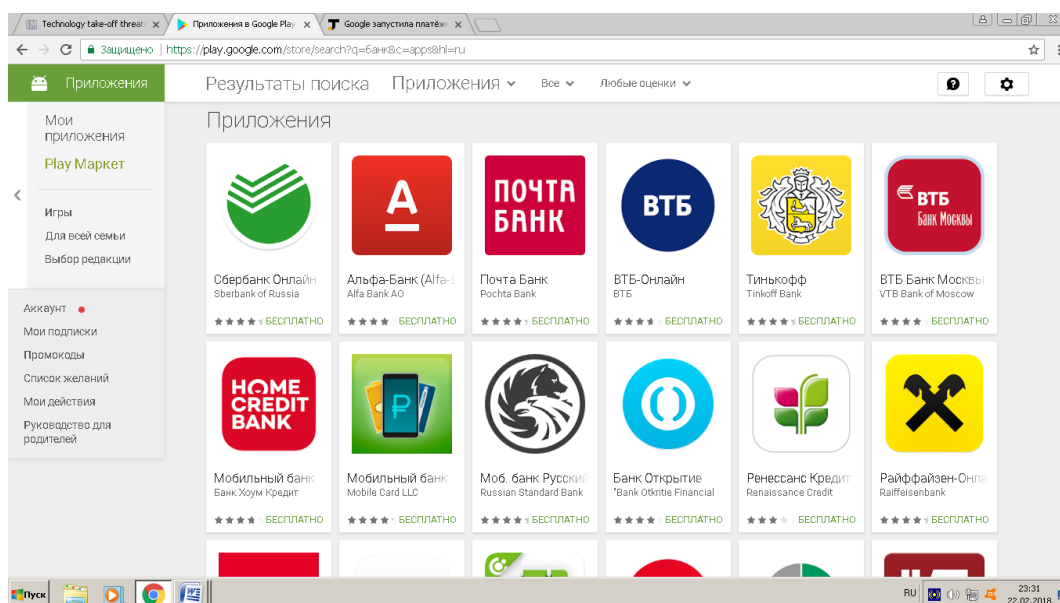 Technology take-off threat
Приложения в Google Play
Google запустила платёж
Защищено https://play.google.com/store/search?q=банк&c=apps&hl=ru
Приложения
Результаты поиска Приложения Все Любые оценки
Мои
приложения
Play Маркет
Игры
Для всей семьи
Выбор редакции
Аккаунт
Мои подписки
Промокоды
Список желаний
Мои действия
Руководство для
родителей
Приложения
A
ПОЧТА
БАНК
ВТБ
ВТБ
Банк Москвы
Сбербанк Онлайн
Sberbank of Russia
БЕСПЛАТНО
Альфа-Банк (Alfa-
Alfa Bank AO
БЕСПЛАТНО
Почта Банк
Pochta Bank
БЕСПЛАТНО
ВТБ-Онлайн
ВТБ
БЕСПЛАТНО
Тинькофф
Tinkoff Bank
БЕСПЛАТНО
ВТБ Банк Москвы
VTB Bank of Moscow
БЕСПЛАТНО
HOME
CREDIT
BANK
₽
Мобильный банк
Банк Хоум Кредит
БЕСПЛАТНО
Мобильный банк
Mobile Card LLC
БЕСПЛАТНО
Моб. банк Русский
Russian Standard Bank
БЕСПЛАТНО
Банк Открытие
"Bank Otkritie Financial
БЕСПЛАТНО
Ренессанс Кредит
Renaissance Credit
БЕСПЛАТНО
Райффайзен-Онла
Raiffeisenbank
БЕСПЛАТНО
Пуск
RU
23:31
22.02.2018